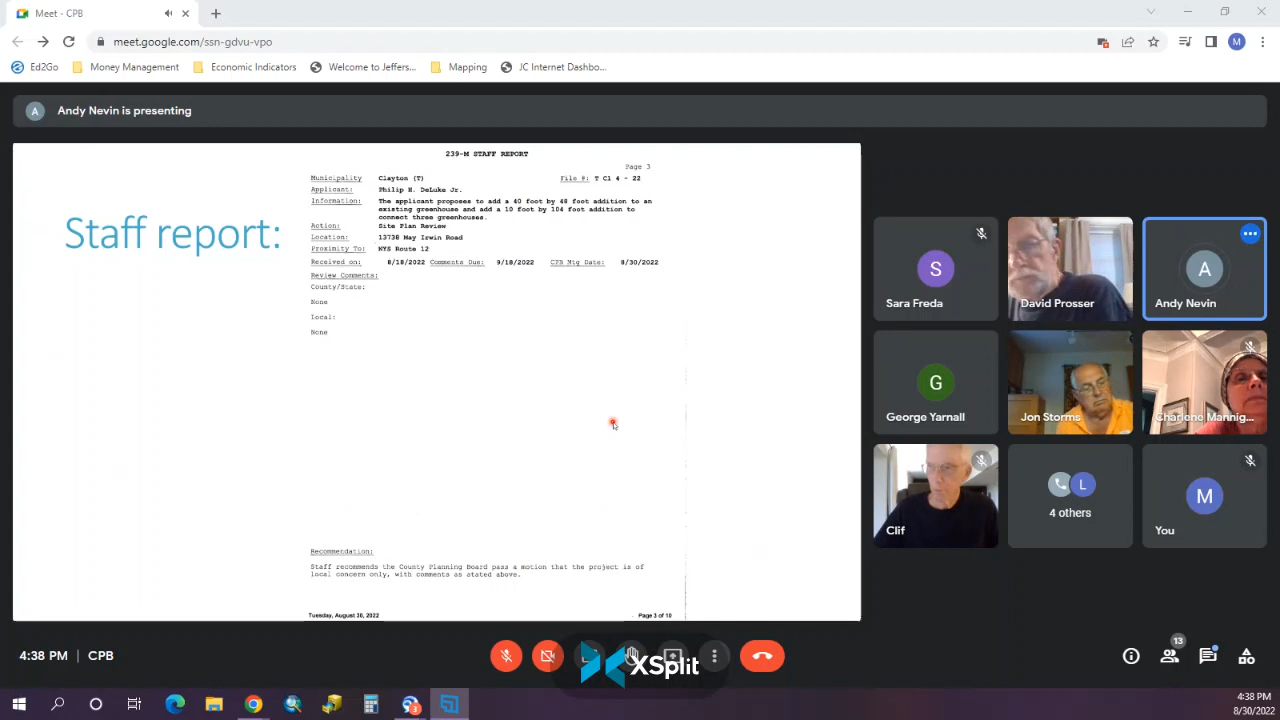 Meet - CPB
meet.google.com/ssn-gdvu-vpo
M
Ed2Go
Money Management
Economic Indicators
Welcome to Jeffers...
Mapping
JC Internet Dashbo...
A
Andy Nevin is presenting
Staff report:
239-M STAFF REPORT
Page 3
Municipality Clayton (T) File #: T Cl 4 - 22
Applicant: Philip H. DeLuke Jr.
Information: The applicant proposes to add a 40 foot by 48 foot addition to an
existing greenhouse and add a 10 foot by 104 foot addition to
connect three greenhouses.
Action: Site Plan Review
Location: 13738 May Irwin Road
Proximity To: NYS Route 12
Received on: 8/18/2022 Comments Due: 9/18/2022 CPB Mtg Date: 8/30/2022
Review Comments:
County/State:
None
Local:
None
Recommendation:
Staff recommends the County Planning Board pass a motion that the project is of
local concern only, with comments as stated above.
Tuesday, August 30, 2022
Page 3 of 10
S
Sara Freda
David Prosser
A
Andy Nevin
G
George Yarnall
Jon Storms
Charlene Mannig...
Clif
L
4 others
M
You
4:38 PM | CPB
XSplit
13
3
4:38 PM
8/30/2022